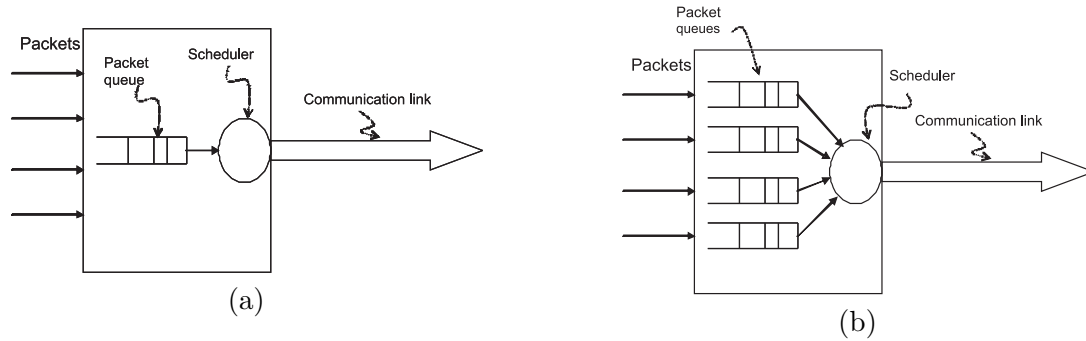 Packets
Scheduler
Packet
queue
Communication link
(a)
Packet
queues
Packets
Scheduler
Communication link
(b)